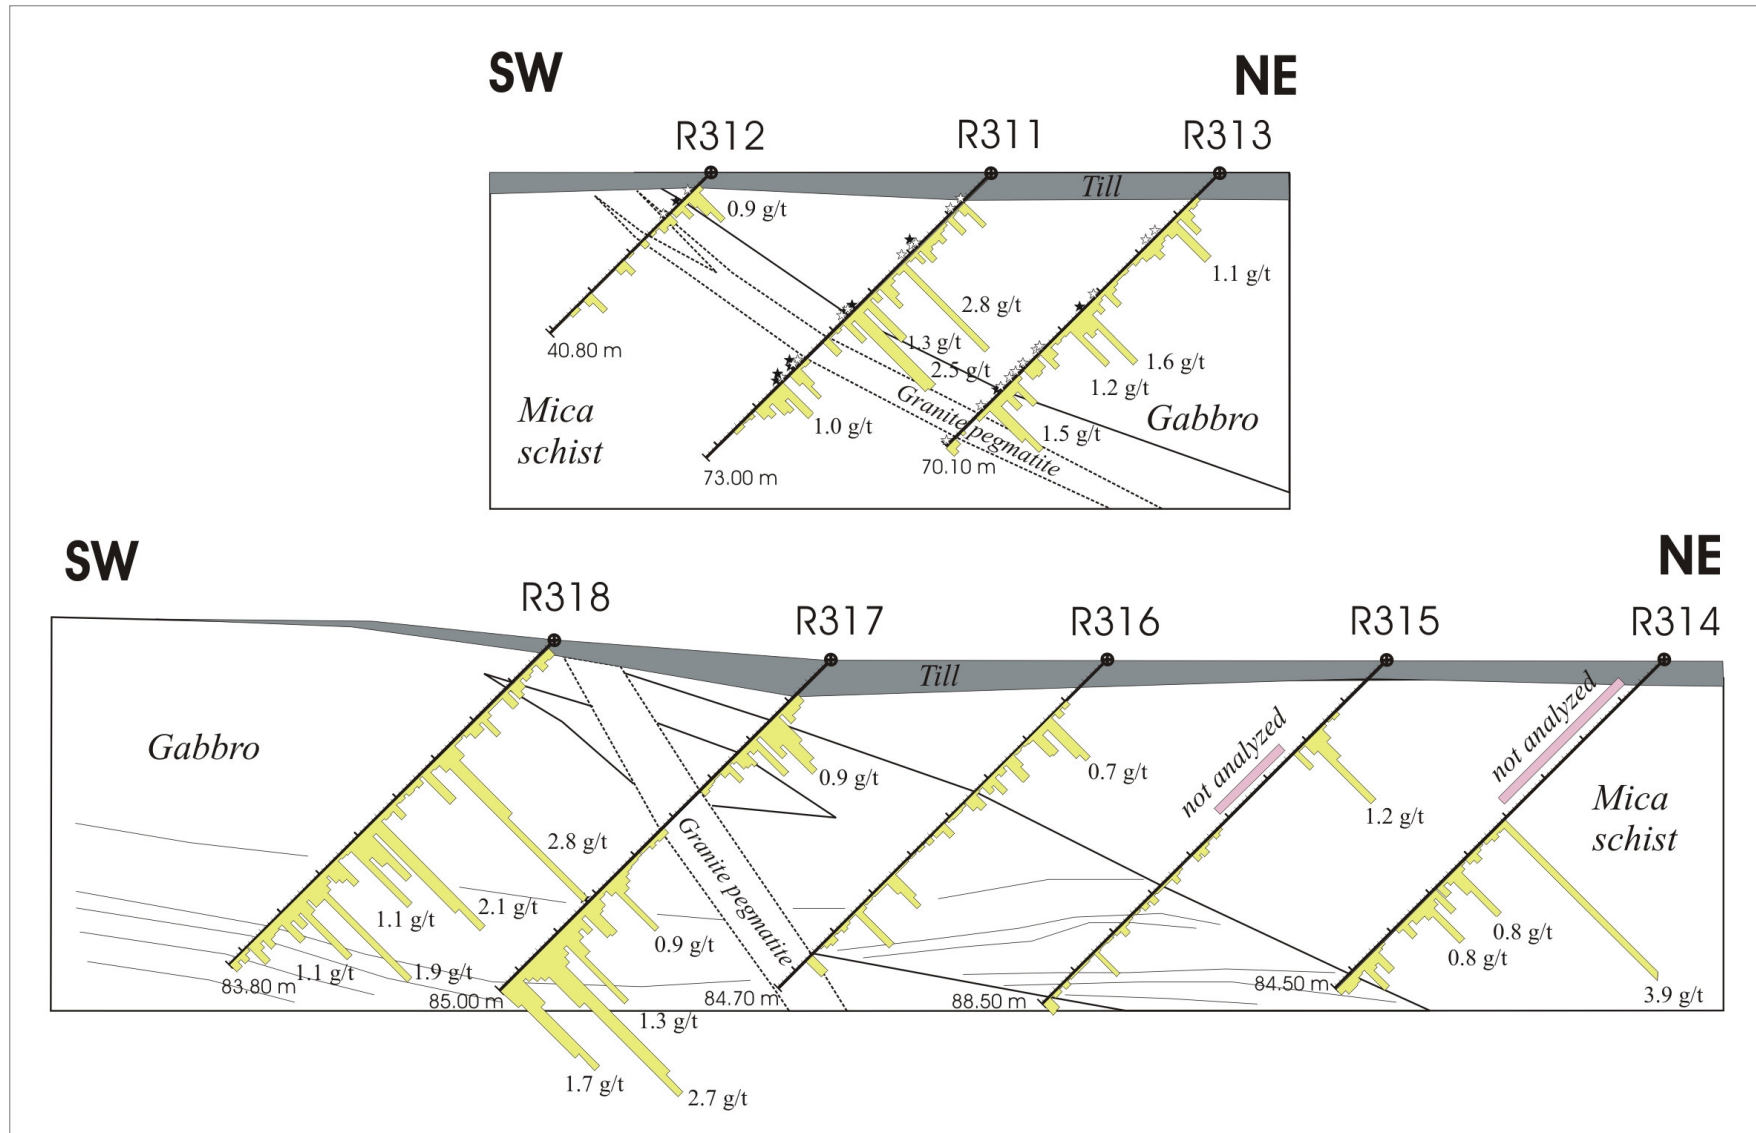 SW
NE
R312
R311
R313
Till
0.9 g/t
1.1 g/t
2.8 g/t
1.3 g/t
2.5 g/t
1.6 g/t
1.2 g/t
40.80 m
Mica
schist
Granite pegmatite
Gabbro
1.0 g/t
1.5 g/t
73.00 m
70.10 m
SW
NE
R318
R317
R316
R315
R314
Till
not analyzed
not analyzed
Gabbro
0.9 g/t
0.7 g/t
1.2 g/t
Mica
schist
2.8 g/t
Granite pegmatite
1.1 g/t
2.1 g/t
0.9 g/t
0.8 g/t
0.8 g/t
1.1 g/t
1.9 g/t
83.80 m
85.00 m
84.70 m
88.50 m
84.50 m
3.9 g/t
1.3 g/t
1.7 g/t
2.7 g/t